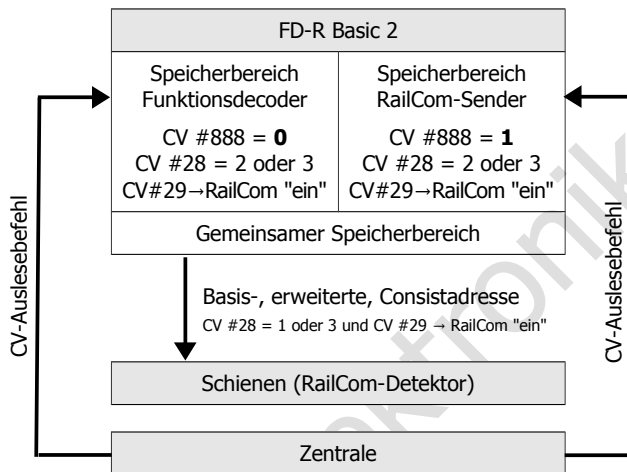 FD-R Basic 2
Speicherbereich
Funktionsdecoder
CV #888 = 0
CV #28 = 2 oder 3
CV#29→RailCom "ein"
Speicherbereich
RailCom-Sender
CV #888 = 1
CV #28 = 2 oder 3
CV#29→RailCom "ein"
Gemeinsamer Speicherbereich
CV-Auslesebefehl
Basis-, erweiterte, Consistadresse
CV #28 = 1 oder 3 und CV #29 → RailCom "ein"
CV-Auslesebefehl
Schienen (RailCom-Detektor)
Zentrale
ktronik